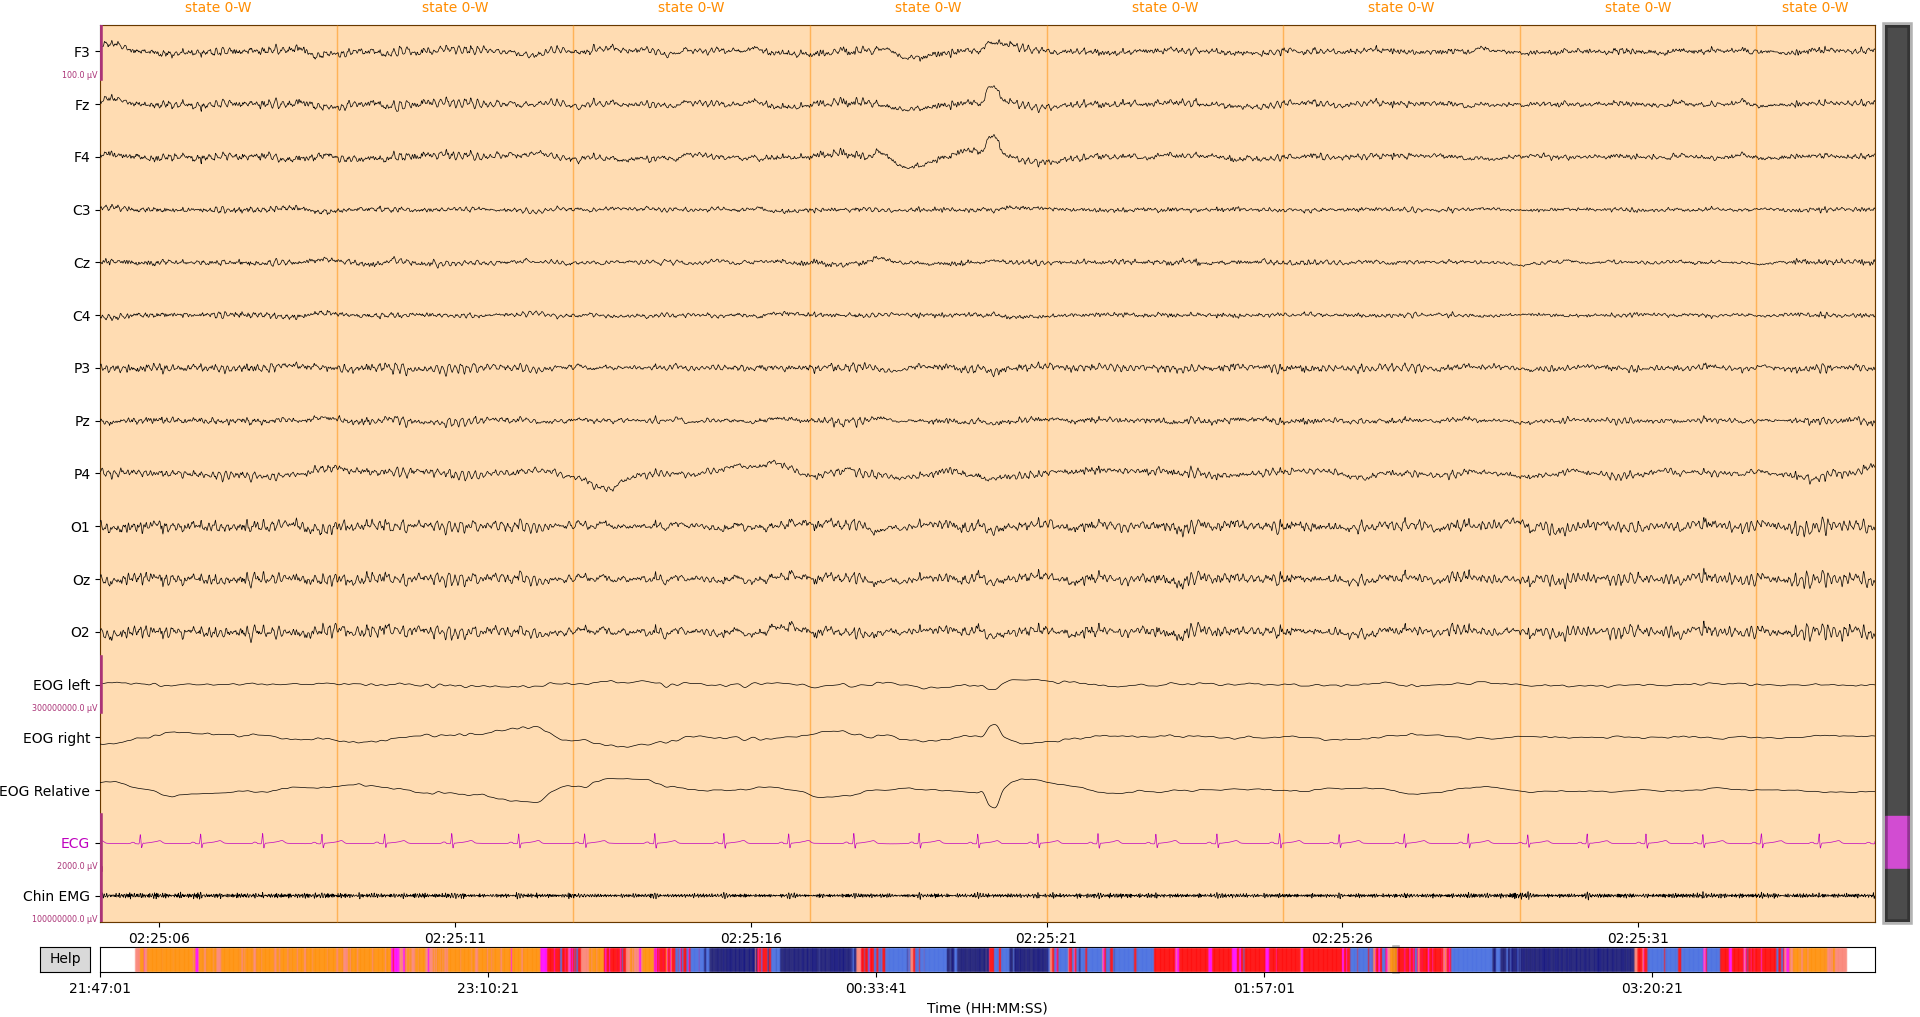 state 0-W state 0-W state 0-W state 0-W state 0-W state 0-W state 0-W state 0-W
F3
100.0 µV
Fz
F4
C3
Cz
C4
P3
Pz
P4
O1
Oz
O2
EOG left
300000000.0 µV
EOG right
EOG Relative
ECG
2000.0 µV
Chin EMG
100000000.0 µV
02:25:06 02:25:11 02:25:16 02:25:21 02:25:26 02:25:31
Help
21:47:01 23:10:21 00:33:41 01:57:01 03:20:21
Time (HH:MM:SS)